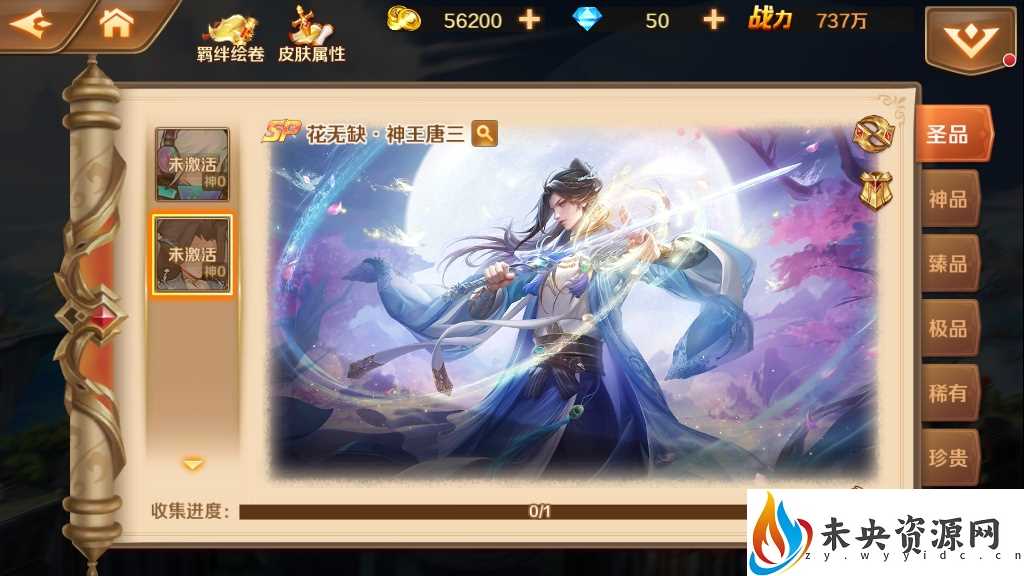 56200
50
战力 737万
羁绊绘卷 皮肤属性
SP 花无缺·神王唐三
未激活
神0
未激活
神0
圣品
神品
臻品
极品
稀有
珍贵
收集进度：
0/1
未央资源网
zy.wyyidc.cn